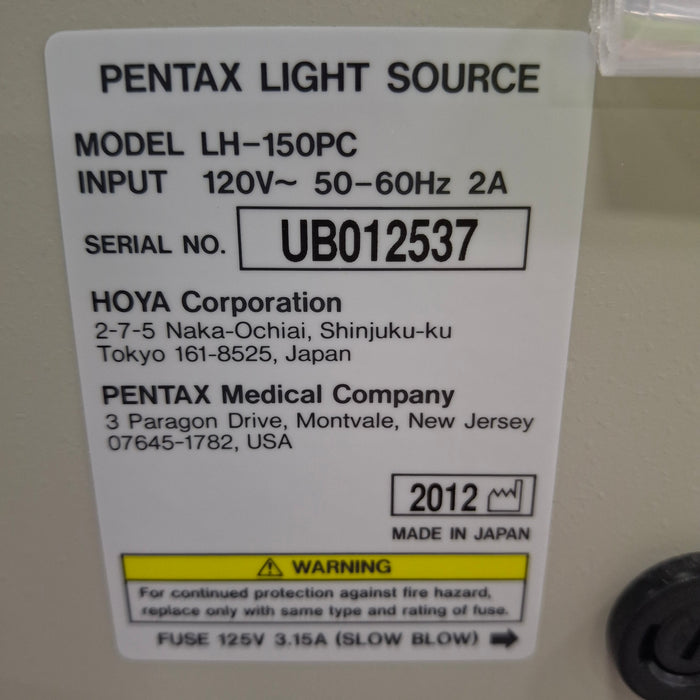 PENTAX LIGHT SOURCE
MODEL LH-150PC
INPUT 120V~ 50-60Hz 2A
SERIAL NO. UB012537
HOYA Corporation
2-7-5 Naka-Ochiai, Shinjuku-ku
Tokyo 161-8525, Japan
PENTAX Medical Company
3 Paragon Drive, Montvale, New Jersey
07645-1782, USA
2012
MADE IN JAPAN
WARNING
For continued protection against fire hazard,
replace only with same type and rating of fuse.
FUSE 125V 3.15A (SLOW BLOW)